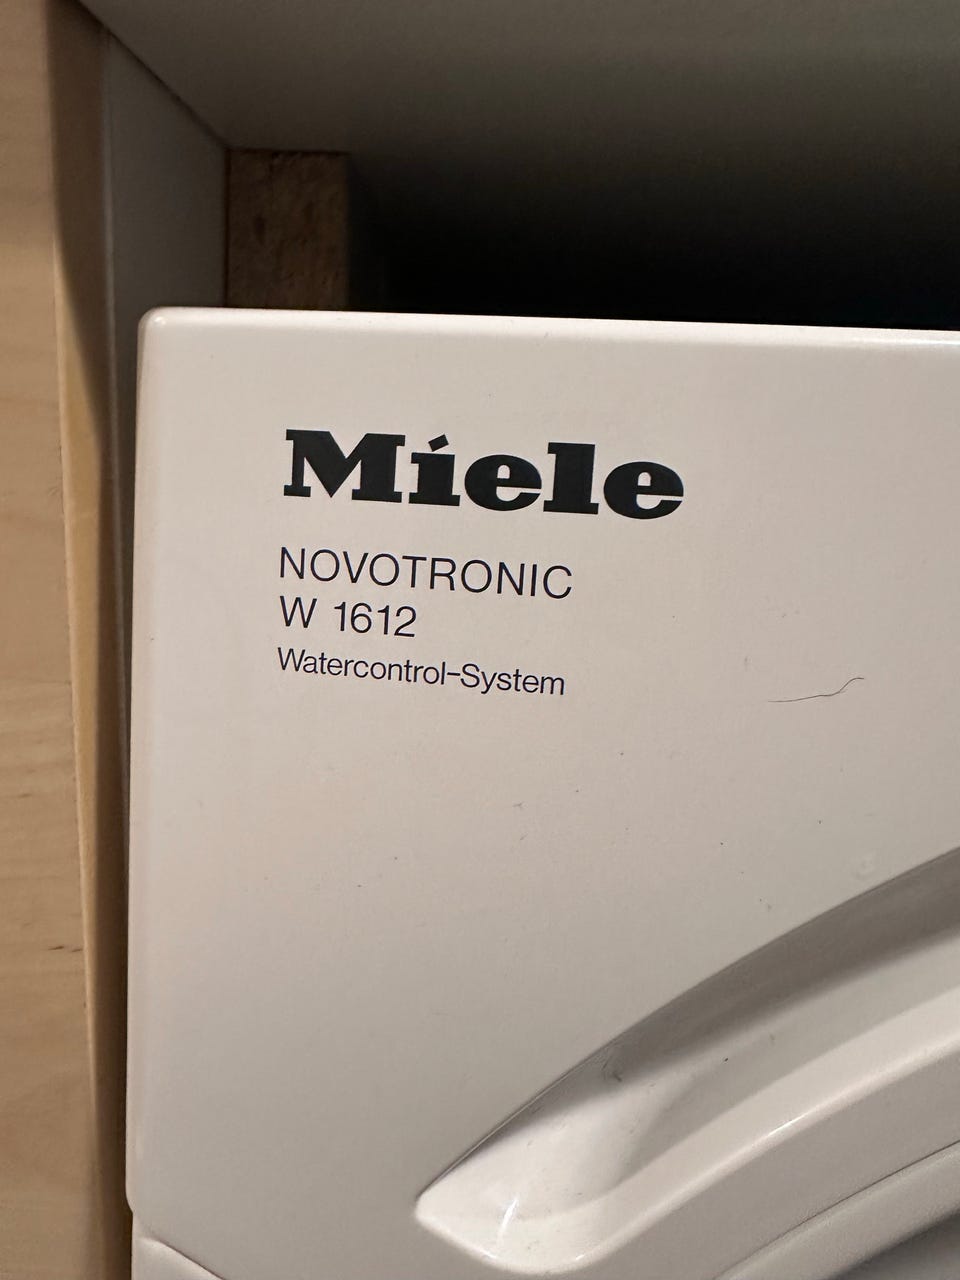 Miele
NOVOTRONIC
W 1612
Watercontrol-System